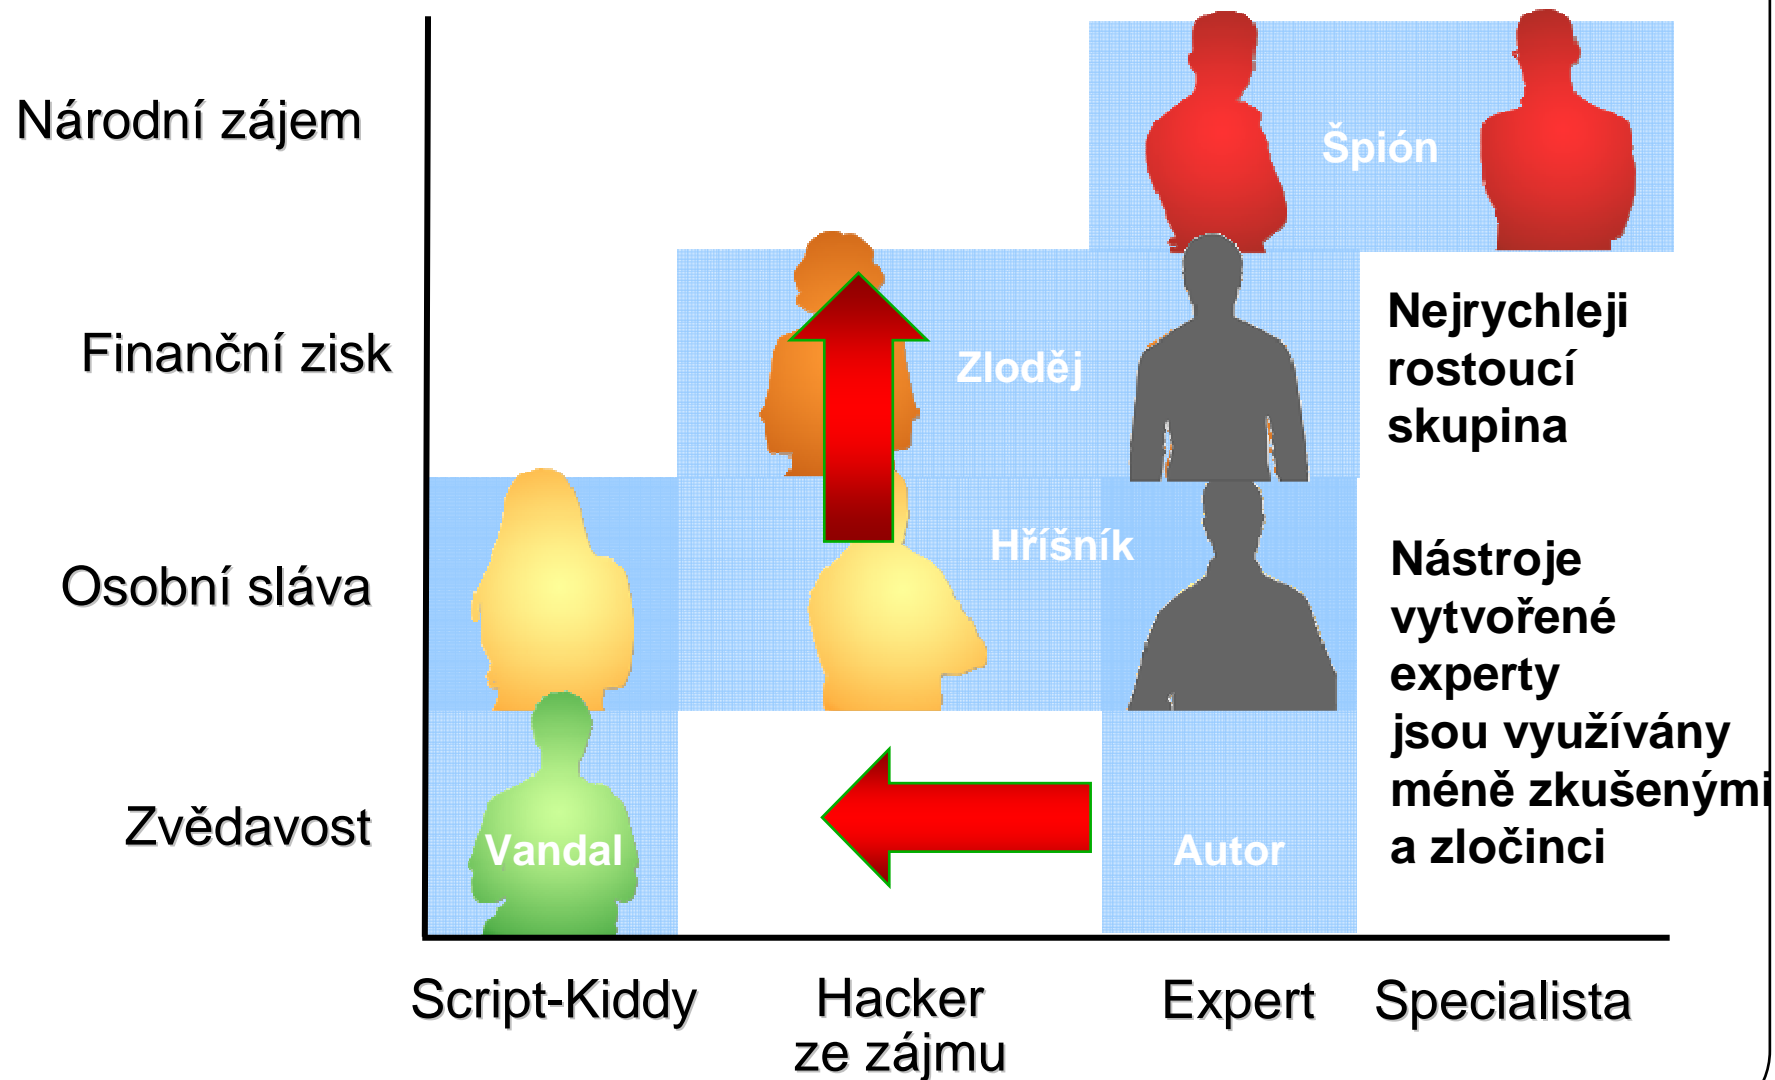 Národní zájem
Špión
Finanční zisk
Zloděj
Nejrychleji
rostoucí
skupina
Osobní sláva
Hříšník
Nástroje
vytvořené
experty
jsou využívány
méně zkušenými
a zločinci
Zvědavost
Vandal
Autor
Script-Kiddy
Hacker
ze zájmu
Expert
Specialista